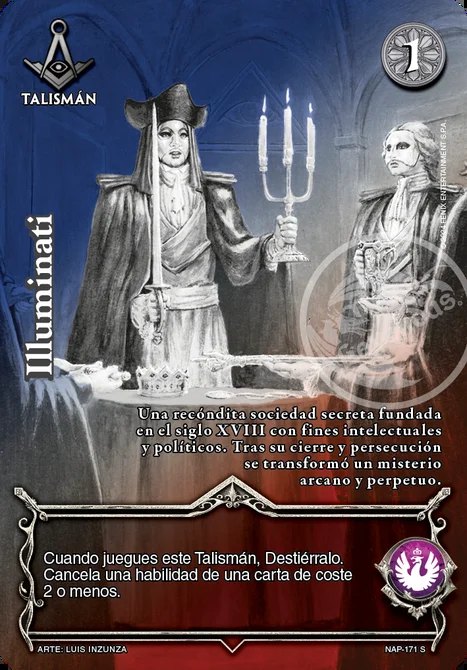 TALISMÁN
1
Illuminati
Una recóndita sociedad secreta fundada
en el siglo XVIII con fines intelectuales
y políticos. Tras su cierre y persecución
se transformó un misterio
arcano y perpetuo.
Cuando juegues este Talismán, Destiérralo.
Cancela una habilidad de una carta de coste
2 o menos.
ARTE: LUIS INZUNZA
NAP-171 S
FENIX ENTERTAINMENT S.P.A.